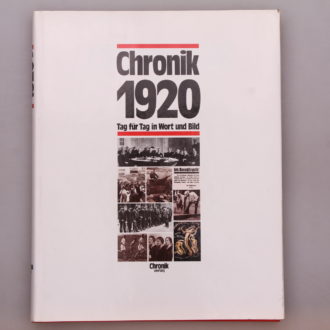 Chronik
1920
Tag für Tag in Wort und Bild
Chronik